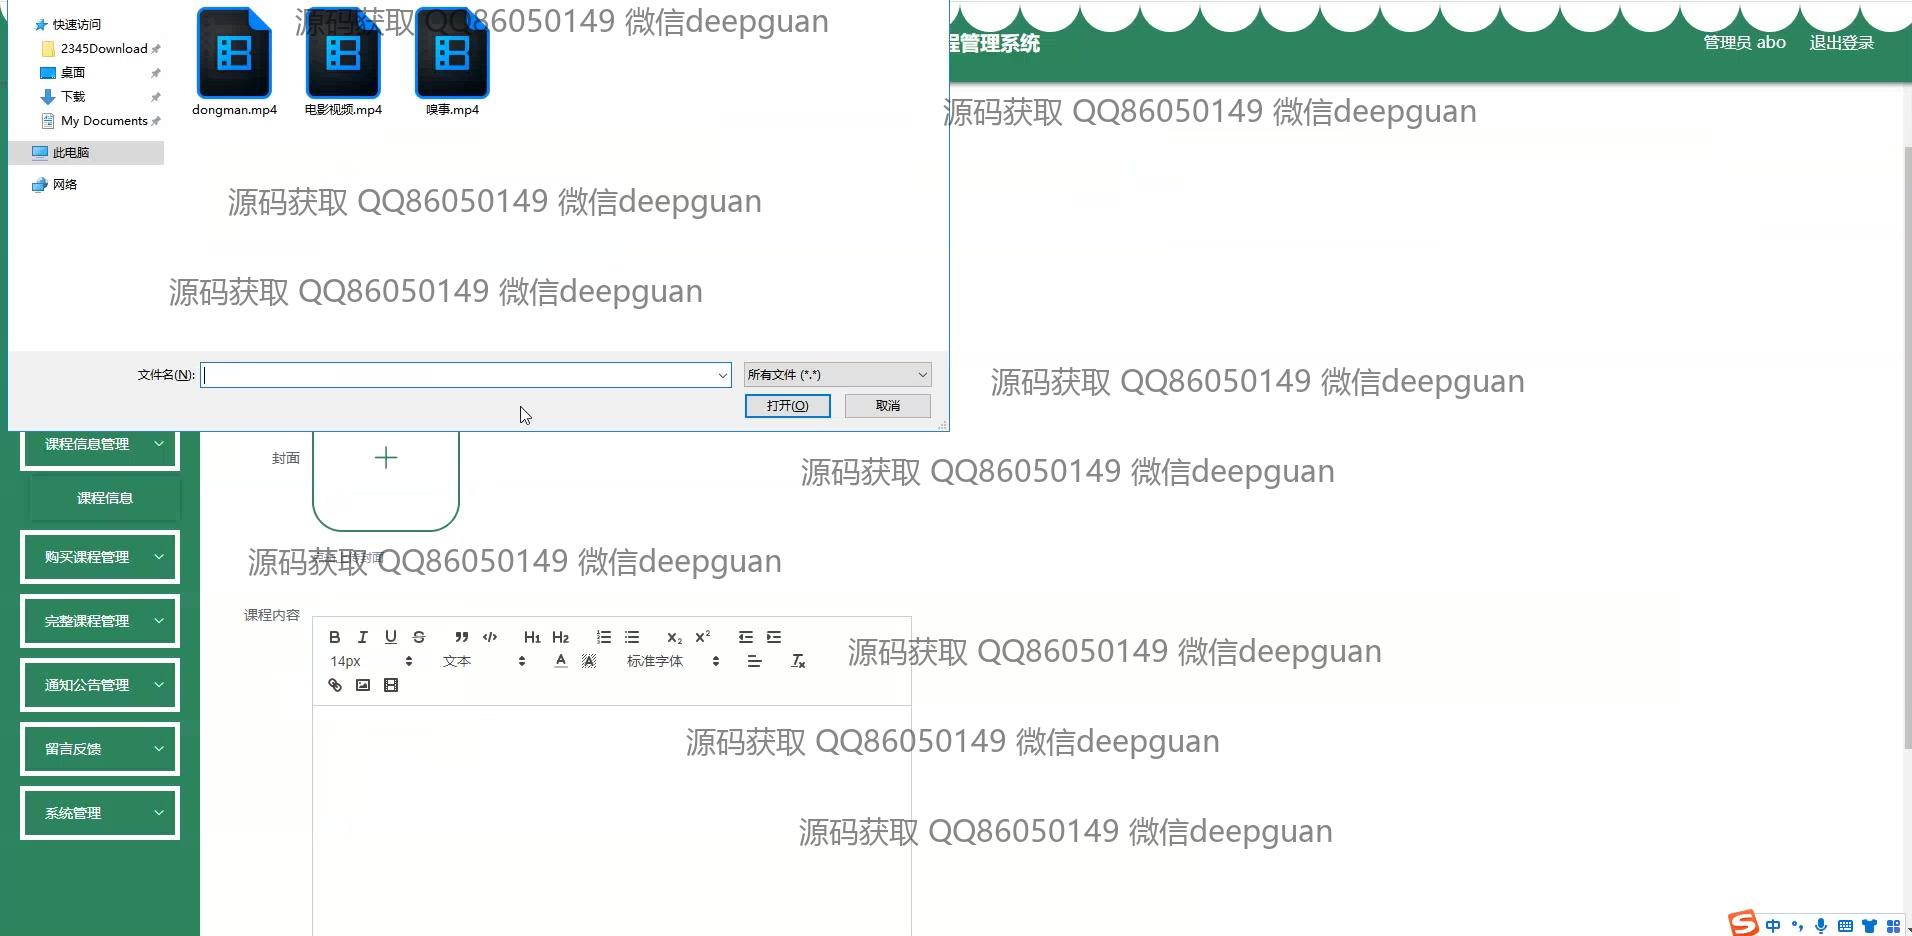 快速访问
2345Download
桌面
下载
My Documents
此电脑
网络
源码获取 QQ86050149 微信deepguan
dongman.mp4
电影视频.mp4
嗅事.mp4
程管理系统
管理员 abo
退出登录
源码获取 QQ86050149 微信deepguan
源码获取 QQ86050149 微信deepguan
源码获取 QQ86050149 微信deepguan
文件名(N):
所有文件 (*.*)
打开(O)
取消
源码获取 QQ86050149 微信deepguan
课程信息管理
课程信息
购买课程管理
完整课程管理
通知公告管理
留言反馈
系统管理
封面
源码获取 QQ86050149 微信deepguan
点击上传封面
源码获取 QQ86050149 微信deepguan
课程内容
B I U S H1 H2 X2 X2
14px 文本 A A 标准字体 Tx
源码获取 QQ86050149 微信deepguan
源码获取 QQ86050149 微信deepguan
源码获取 QQ86050149 微信deepguan
S 中